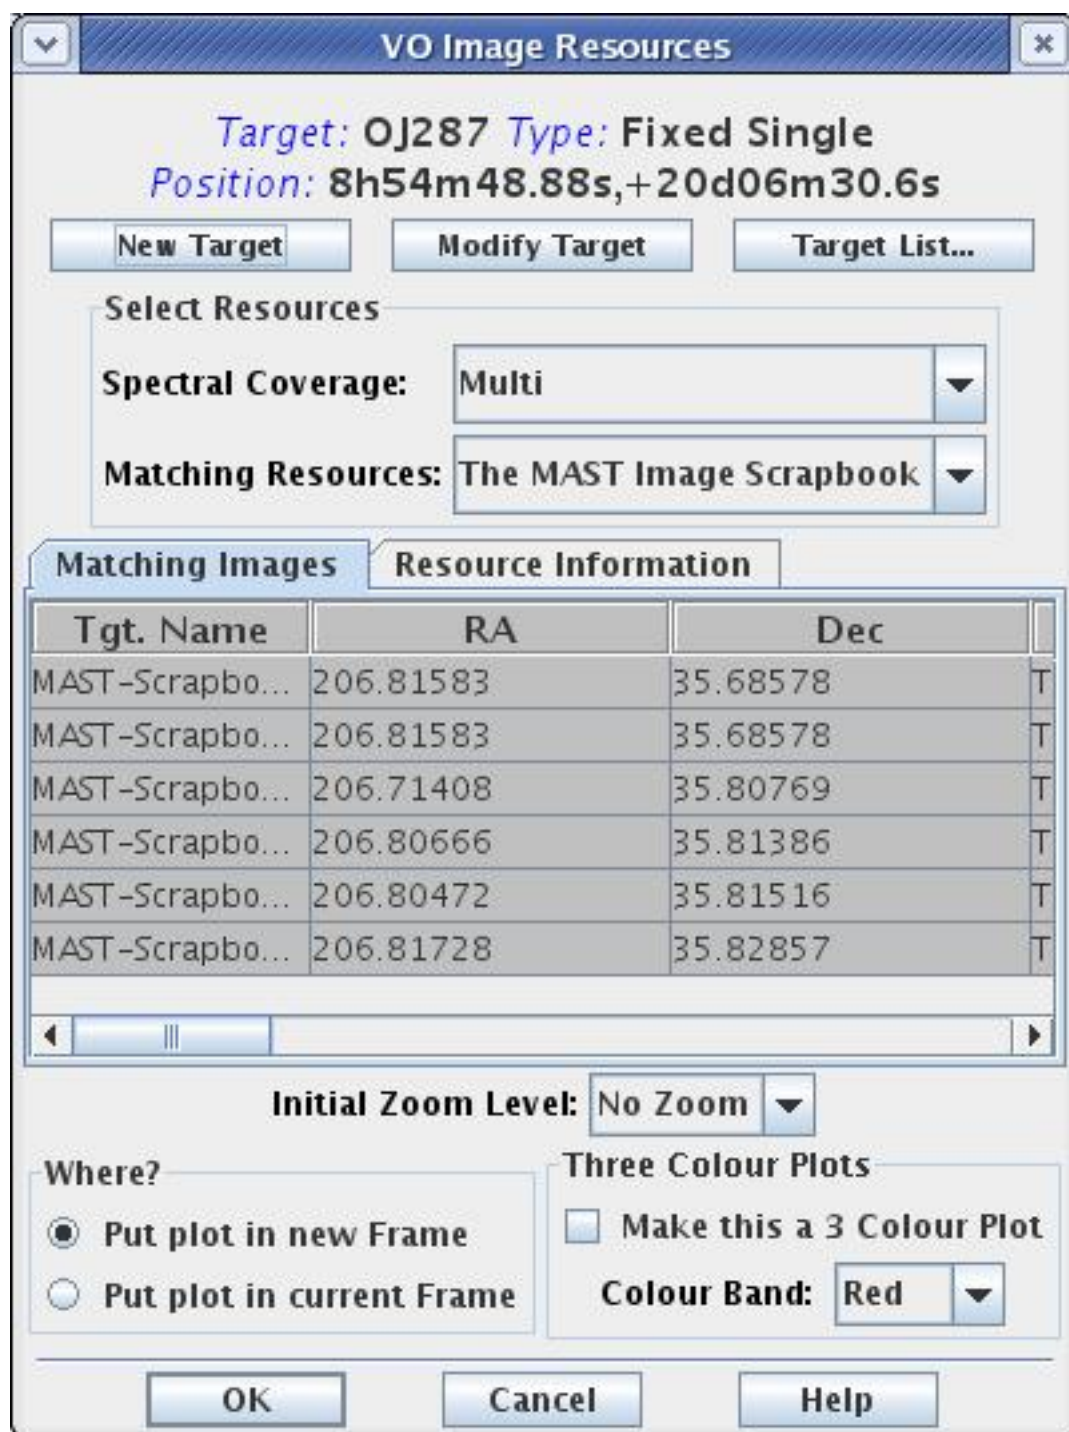 VO Image Resources
Target: OJ287 Type: Fixed Single
Position: 8h54m48.88s,+20d06m30.6s
New Target Modify Target Target List...
Select Resources
Spectral Coverage: Multi
Matching Resources: The MAST Image Scrapbook
Matching Images Resource Information
Tgt. Name RA Dec
MAST-Scrapbo... 206.81583 35.68578 T
MAST-Scrapbo... 206.81583 35.68578 T
MAST-Scrapbo... 206.71408 35.80769 T
MAST-Scrapbo... 206.80666 35.81386 T
MAST-Scrapbo... 206.80472 35.81516 T
MAST-Scrapbo... 206.81728 35.82857 T
Initial Zoom Level: No Zoom
Where?
Put plot in new Frame
Put plot in current Frame
Three Colour Plots
Make this a 3 Colour Plot
Colour Band: Red
OK Cancel Help